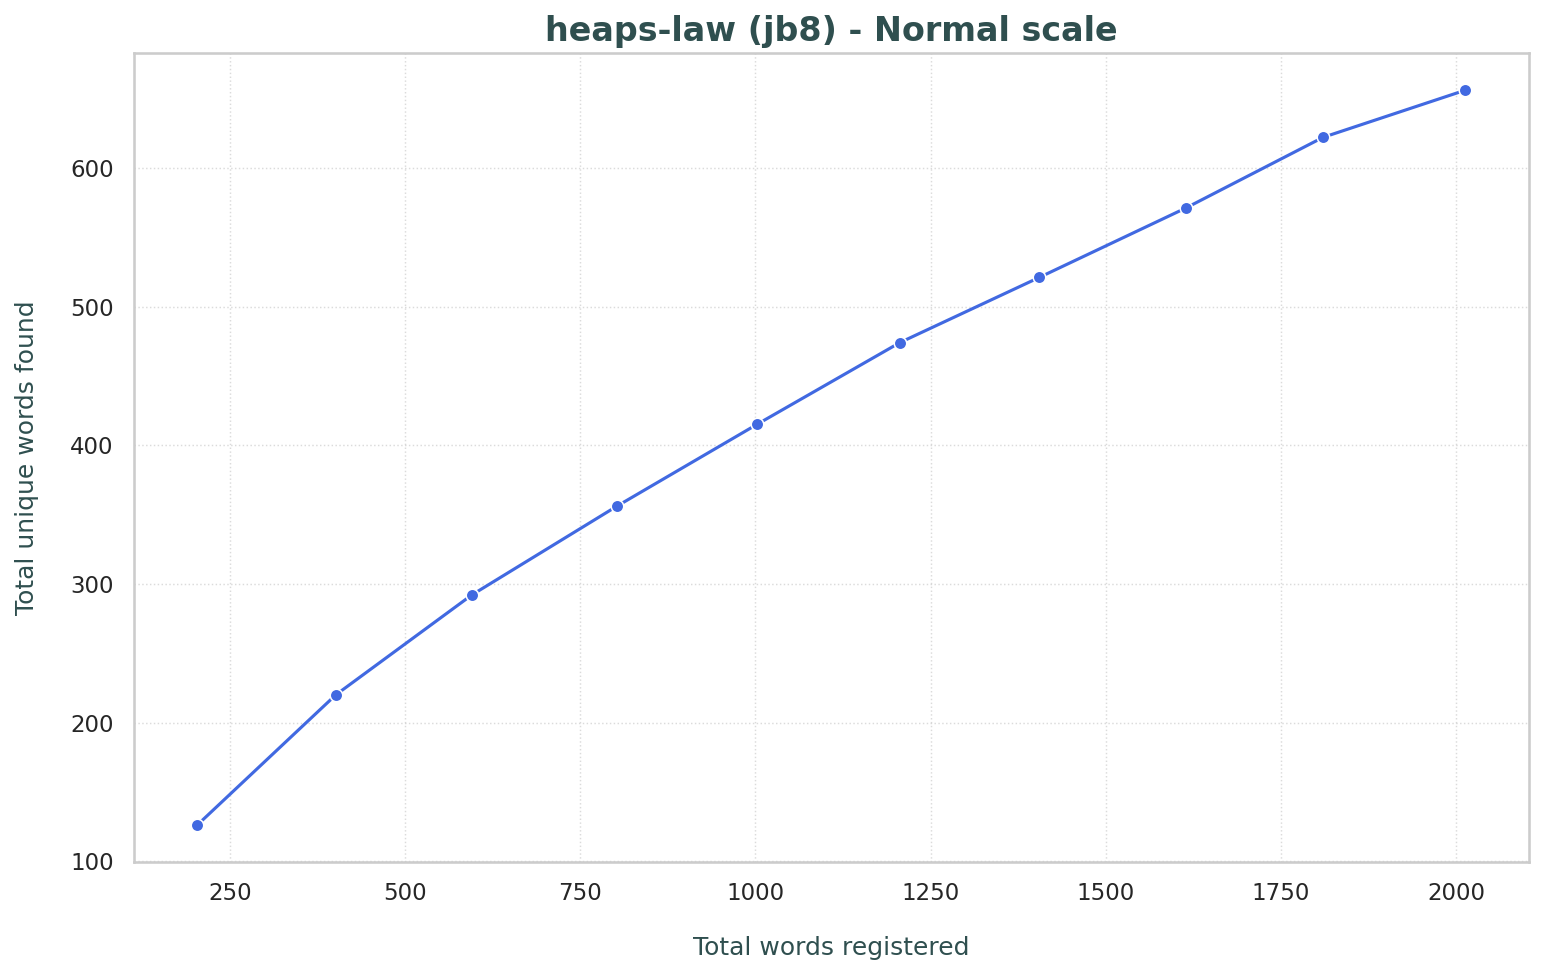 heaps-law (jb8) - Normal scale
Total unique words found
600
500
400
300
200
100
250 500 750 1000 1250 1500 1750 2000
Total words registered